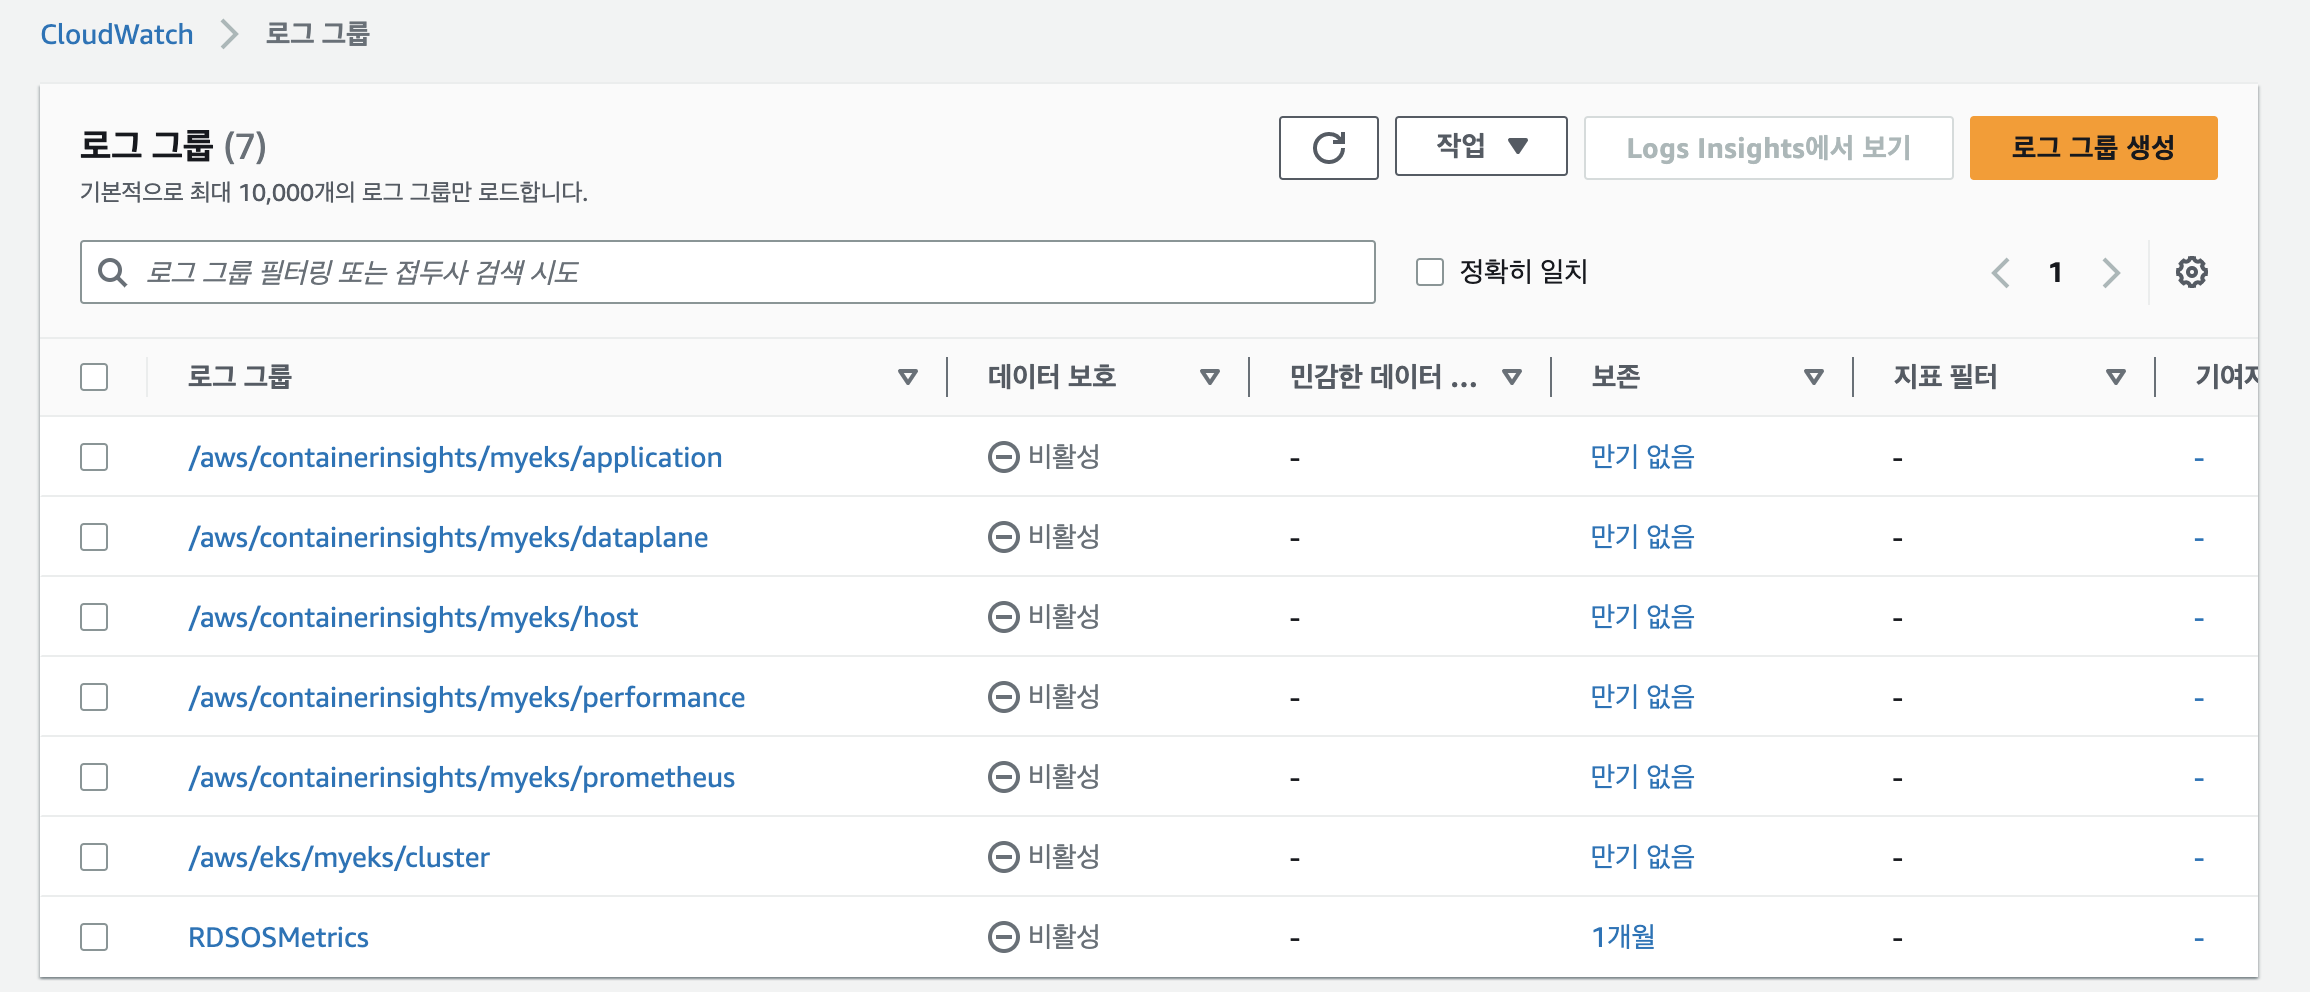 CloudWatch 로그 그룹
로그 그룹 (7)
기본적으로 최대 10,000개의 로그 그룹만 로드합니다.
작업
Logs Insights에서 보기
로그 그룹 생성
로그 그룹 필터링 또는 접두사 검색 시도
정확히 일치
1
로그 그룹 데이터 보호 민감한 데이터 ... 보존 지표 필터 기여
/aws/containerinsights/myeks/application 비활성 - 만기 없음 - -
/aws/containerinsights/myeks/dataplane 비활성 - 만기 없음 - -
/aws/containerinsights/myeks/host 비활성 - 만기 없음 - -
/aws/containerinsights/myeks/performance 비활성 - 만기 없음 - -
/aws/containerinsights/myeks/prometheus 비활성 - 만기 없음 - -
/aws/eks/myeks/cluster 비활성 - 만기 없음 - -
RDSOSMetrics 비활성 - 1개월 - -